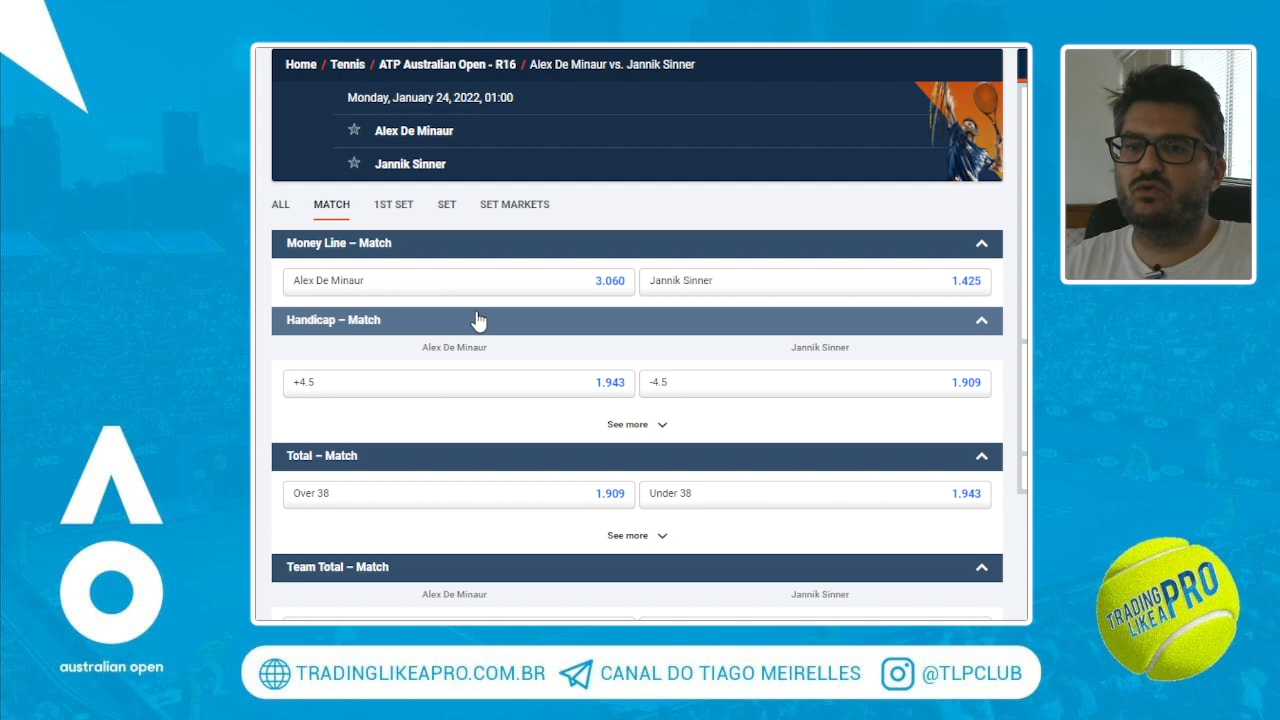 Home / Tennis / ATP Australian Open - R16 / Alex De Minaur vs. Jannik Sinner
Monday, January 24, 2022, 01:00
Alex De Minaur
Jannik Sinner
ALL MATCH 1ST SET SET SET MARKETS
Money Line – Match
Alex De Minaur 3.060 Jannik Sinner 1.425
Handicap – Match
Alex De Minaur Jannik Sinner
+4.5 1.943 -4.5 1.909
See more
Total – Match
Over 38 1.909 Under 38 1.943
See more
Team Total – Match
Alex De Minaur Jannik Sinner
AO
australian open
TRADING
LIKE A PRO
TRADINGLIKEAPRO.COM.BR CANAL DO TIAGO MEIRELLES @TLPCLUB